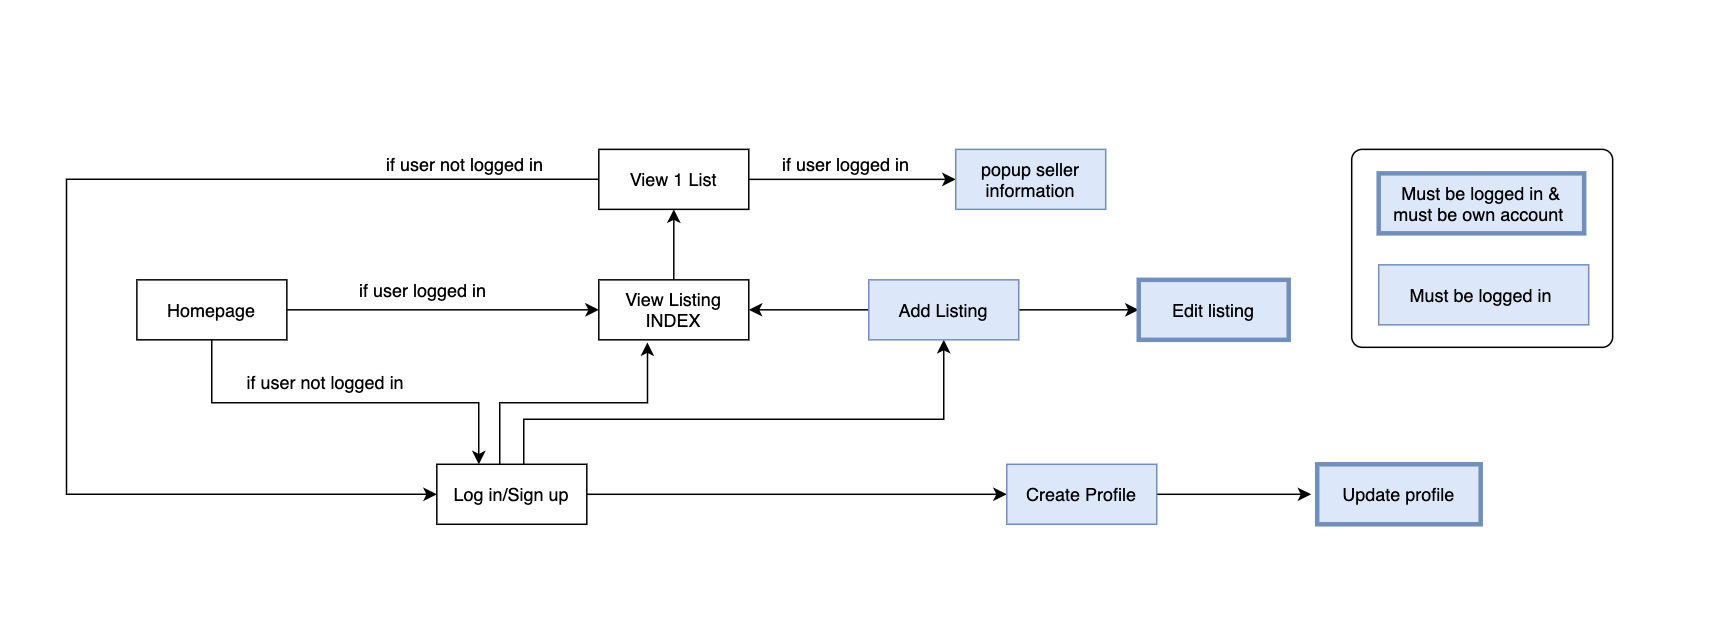 if user not logged in
View 1 List
if user logged in
popup seller
information
Must be logged in &
must be own account
Must be logged in
Homepage
if user logged in
View Listing
INDEX
Add Listing
Edit listing
if user not logged in
Log in/Sign up
Create Profile
Update profile